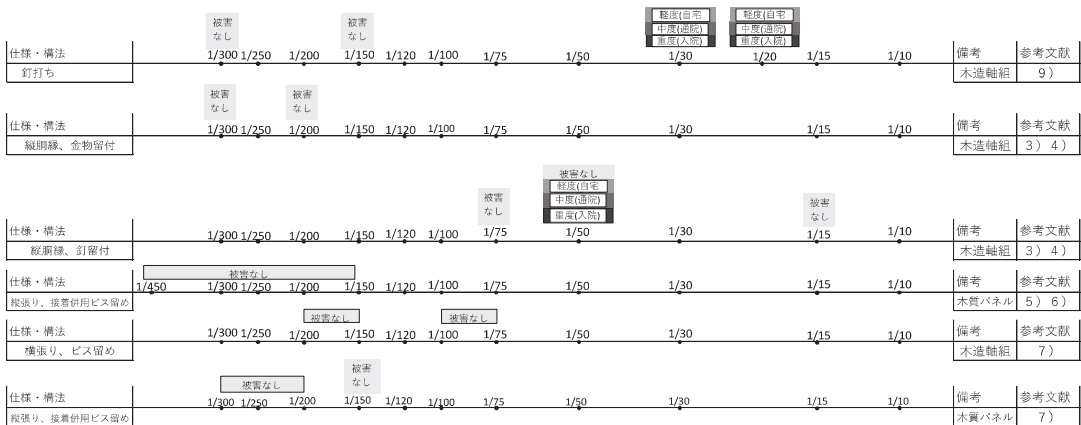 被害
なし
被害
なし
軽度(自宅
中度(通院)
重度(入院)
軽度(自宅
中度(通院)
重度(入院)
仕様・構法 1/300 1/250 1/200 1/150 1/120 1/100 1/75 1/50 1/30 1/20 1/15 1/10 備考 参考文献
釘打ち 木造軸組 9)
被害
なし
被害
なし
仕様・構法 1/300 1/250 1/200 1/150 1/120 1/100 1/75 1/50 1/30 1/15 1/10 備考 参考文献
縦胴縁、金物留付 木造軸組 3) 4)
被害
なし
被害なし
軽度(自宅
中度(通院)
重度(入院)
被害
なし
仕様・構法 1/300 1/250 1/200 1/150 1/120 1/100 1/75 1/50 1/30 1/15 1/10 備考 参考文献
縦胴縁、釘留付 木造軸組 3) 4)
被害なし
仕様・構法 1/450 1/300 1/250 1/200 1/150 1/120 1/100 1/75 1/50 1/30 1/15 1/10 備考 参考文献
縦張り、接着併用ビス留め 木質パネル 5) 6)
被害なし 被害なし
仕様・構法 1/300 1/250 1/200 1/150 1/120 1/100 1/75 1/50 1/30 1/15 1/10 備考 参考文献
横張り、ビス留め 木造軸組 7)
被害なし
被害
なし
仕様・構法 1/300 1/250 1/200 1/150 1/120 1/100 1/75 1/50 1/30 1/15 1/10 備考 参考文献
縦張り、接着併用ビス留め 木質パネル 7)